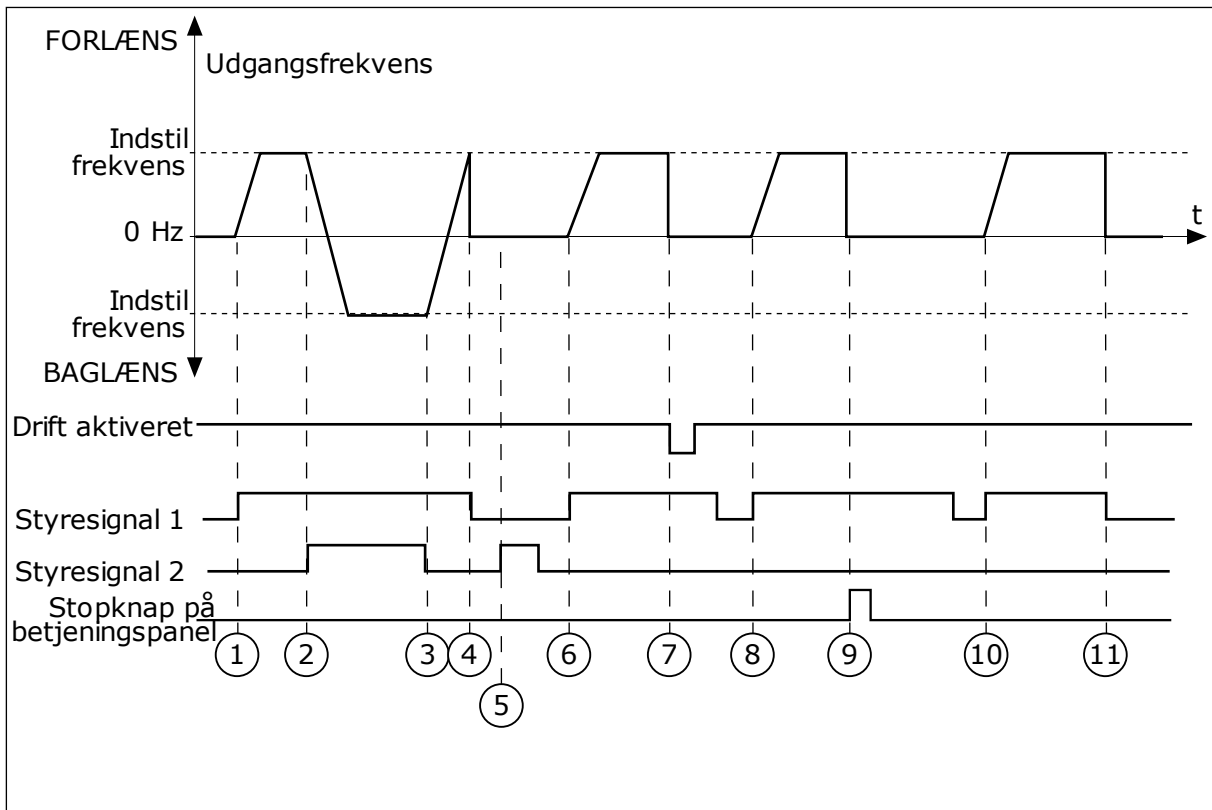 FORLÆNS
Udgangsfrekvens
Indstil
frekvens
0 Hz
t
Indstil
frekvens
BAGLÆNS
Drift aktiveret
Styresignal 1
Styresignal 2
Stopknap på
betjeningspanel
1 2 3 4 6 7 8 9 10 11
5